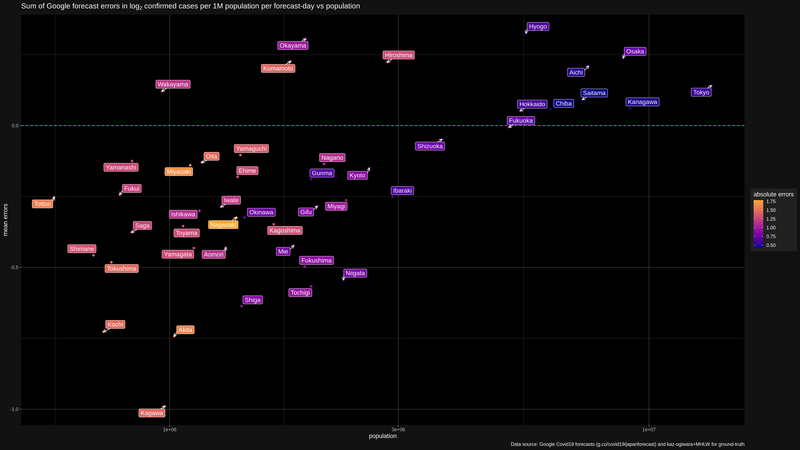 Sum of Google forecast errors in log2 confirmed cases per 1M population per forecast-day vs population
Hyogo
Okayama
Osaka
Hiroshima
Kumamoto
Aichi
Wakayama
Saitama
Tokyo
Hokkaido
Chiba
Kanagawa
Fukuoka
0.0
Shizuoka
Yamaguchi
Oita
Nagano
Yamanashi
Miyazaki
Ehime
Gunma
Kyoto
Fukui
Ibaraki
Tottori
Iwate
Miyagi
Ishikawa
Okinawa
Gifu
Saga
Nagasaki
Toyama
Kagoshima
Shimane
Yamagata
Aomori
Mie
Fukushima
-0.5
Tokushima
Niigata
Tochigi
Shiga
Kochi
Akita
-1.0
Kagawa
mean errors
1e+06
3e+06
1e+07
population
absolute errors
1.75
1.50
1.25
1.00
0.75
0.50
Data source: Google Covid19 forecasts (g.co/covid19/japanforecast) and kaz-ogiwara+MHLW for ground-truth